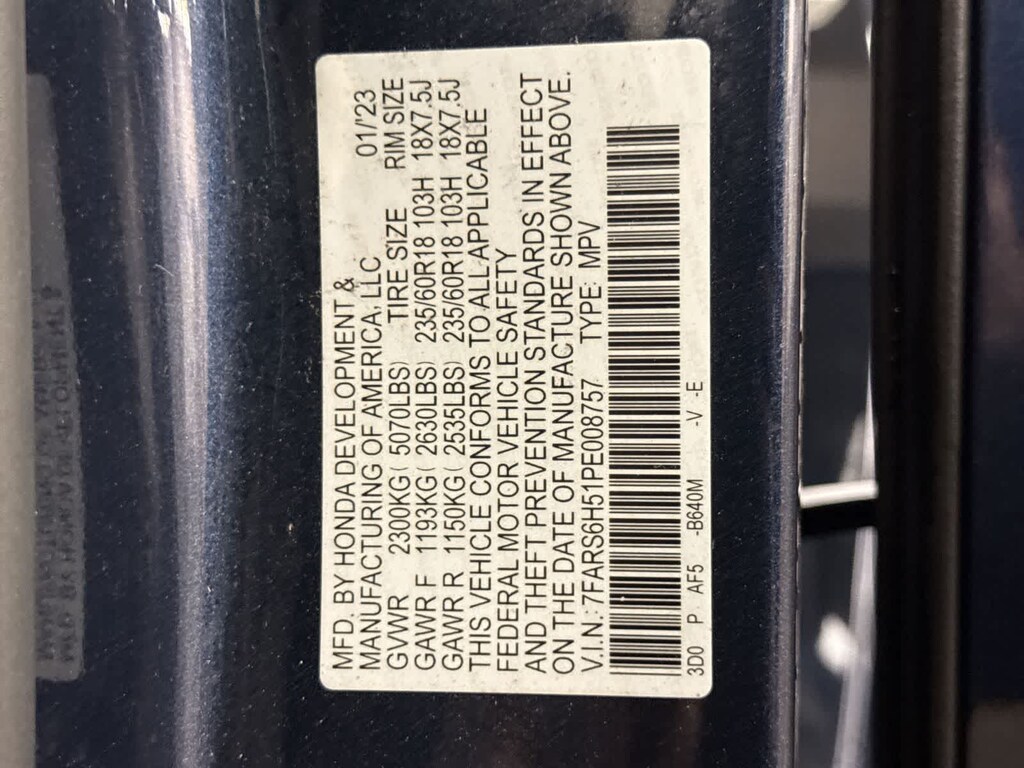 MFD. BY HONDA DEVELOPMENT & 
MANUFACTURING OF AMERICA, LLC 01/'23
GVWR 2300KG( 5070LBS) TIRE SIZE RIM SIZE
GAWR F 1193KG( 2630LBS) 235/60R18 103H 18X7.5J
GAWR R 1150KG( 2535LBS) 235/60R18 103H 18X7.5J
THIS VEHICLE CONFORMS TO ALL APPLICABLE
FEDERAL MOTOR VEHICLE SAFETY
AND THEFT PREVENTION STANDARDS IN EFFECT
ON THE DATE OF MANUFACTURE SHOWN ABOVE.
V.I.N.: 7FARS6H51PE008757 TYPE: MPV
3D0 P AF5 -B640M -V -E